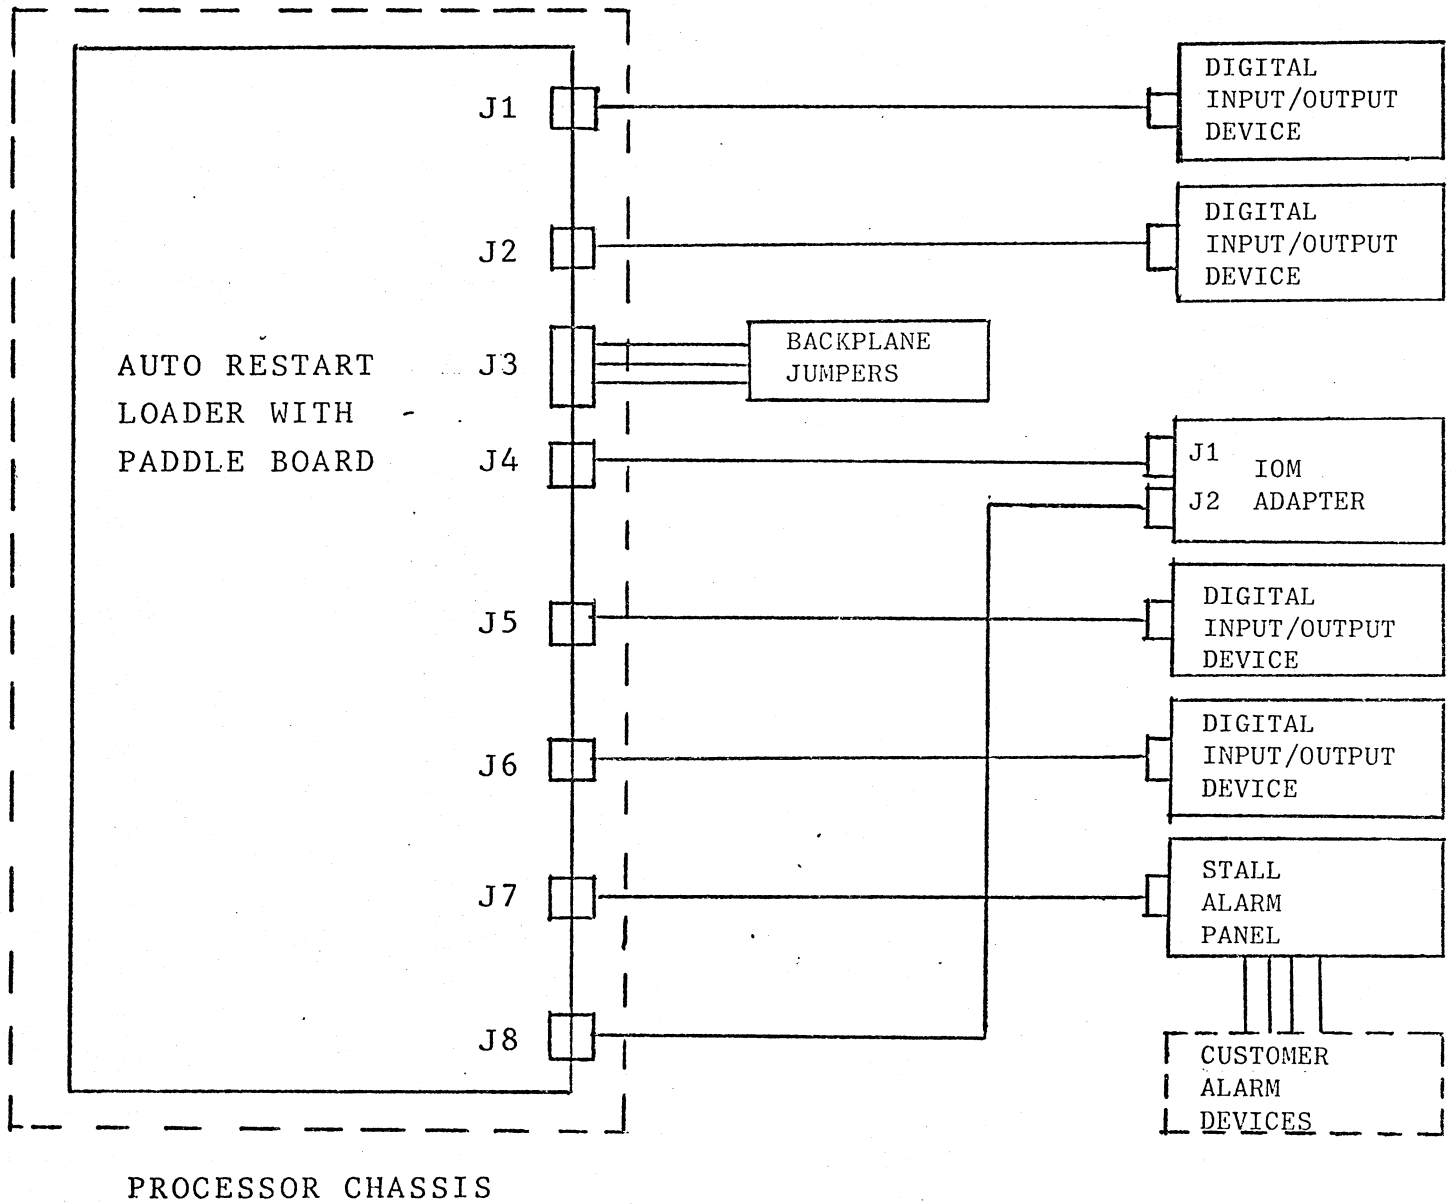 J1
DIGITAL
INPUT/OUTPUT
DEVICE
J2
DIGITAL
INPUT/OUTPUT
DEVICE
AUTO RESTART
LOADER WITH
PADDLE BOARD
J3
BACKPLANE
JUMPERS
J4
J1
J2
IOM
ADAPTER
J5
DIGITAL
INPUT/OUTPUT
DEVICE
J6
DIGITAL
INPUT/OUTPUT
DEVICE
J7
STALL
ALARM
PANEL
J8
CUSTOMER
ALARM
DEVICES
PROCESSOR CHASSIS